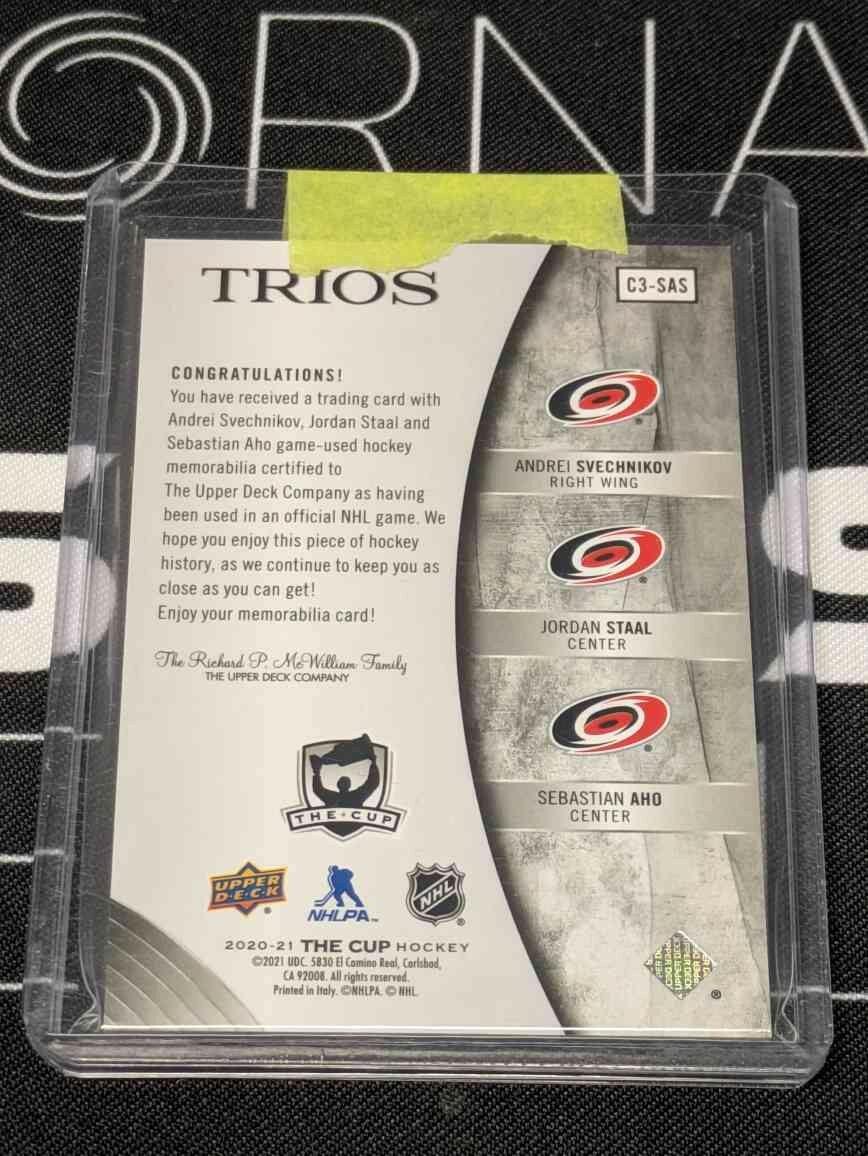 ORNA
TRIOS
C3-SAS
CONGRATULATIONS!
You have received a trading card with
Andrei Svechnikov, Jordan Staal and
Sebastian Aho game-used hockey
memorabilia certified to
The Upper Deck Company as having
been used in an official NHL game. We
hope you enjoy this piece of hockey
history, as we continue to keep you as
close as you can get!
Enjoy your memorabilia card!
The Richard P. McWilliam Family
THE UPPER DECK COMPANY
ANDREI SVECHNIKOV
RIGHT WING
JORDAN STAAL
CENTER
SEBASTIAN AHO
CENTER
THE CUP
UPPER
D·E·C·K
NHLPA
NHL
2020-21 THE CUP HOCKEY
©2021 UDC. 5830 El Camino Real, Carlsbad,
CA 92008. All rights reserved.
Printed in Italy. ©NHLPA. © NHL.
UPPER DECK